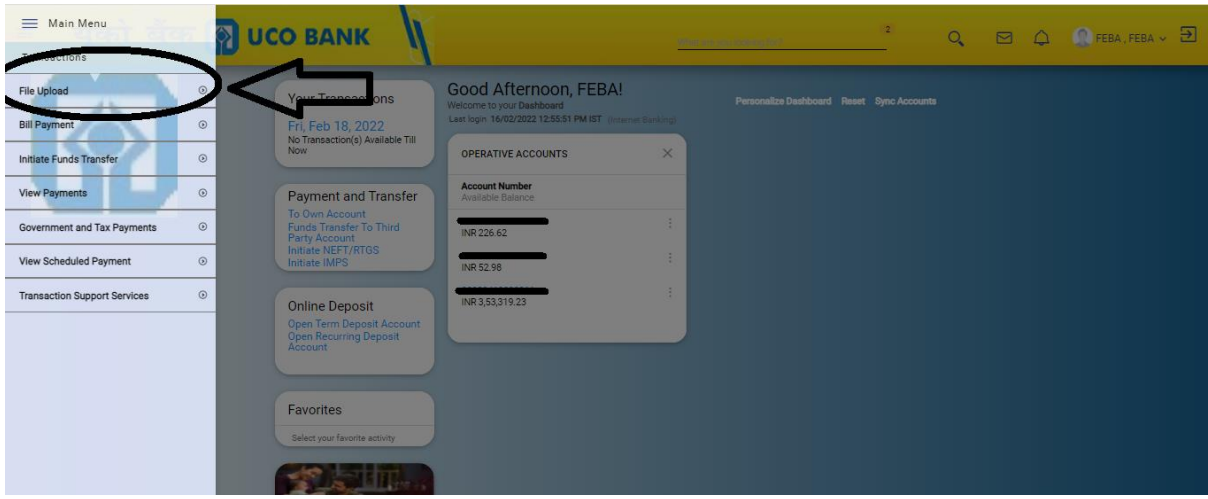 Main Menu
यूको बैंक
UCO BANK
2
What are you looking for?
FEBA , FEBA
Transactions
File Upload
Bill Payment
Initiate Funds Transfer
View Payments
Government and Tax Payments
View Scheduled Payment
Transaction Support Services
Your Transactions
Fri, Feb 18, 2022
No Transaction(s) Available Till
Now
Payment and Transfer
To Own Account
Funds Transfer To Third
Party Account
Initiate NEFT/RTGS
Initiate IMPS
Online Deposit
Open Term Deposit Account
Open Recurring Deposit
Account
Favorites
Select your favorite activity
Good Afternoon, FEBA!
Welcome to your Dashboard
Last login 16/02/2022 12:55:51 PM IST (Internet Banking)
Personalize Dashboard Reset Sync Accounts
OPERATIVE ACCOUNTS
Account Number
Available Balance
INR 226.62
INR 52.98
INR 3,53,319.23